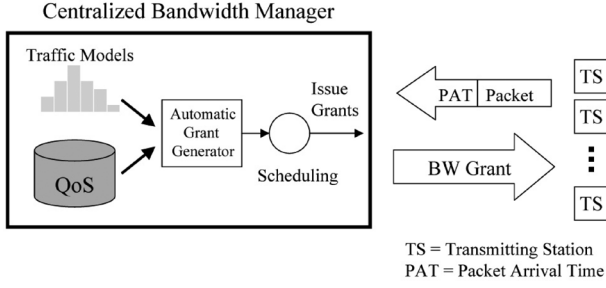 Centralized Bandwidth Manager
Traffic Models
QoS
Automatic
Grant
Generator
Scheduling
Issue
Grants
PAT Packet
BW Grant
TS
TS
TS
TS = Transmitting Station
PAT = Packet Arrival Time